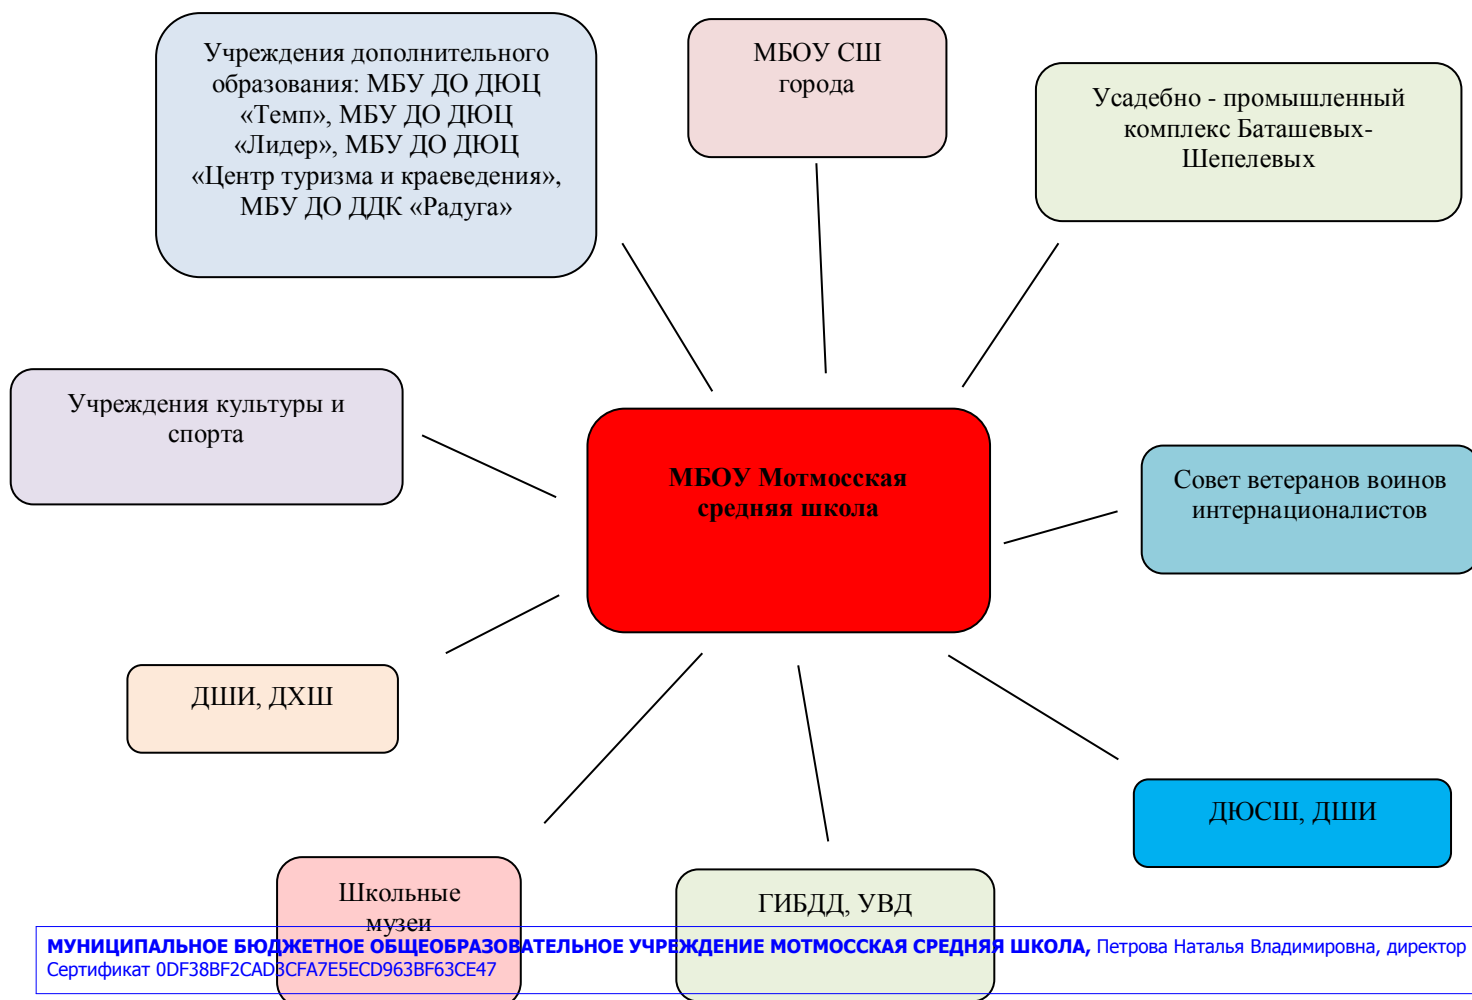 Учреждения дополнительного
образования: МБУ ДО ДЮЦ
«Темп», МБУ ДО ДЮЦ
«Лидер», МБУ ДО ДЮЦ
«Центр туризма и краеведения»,
МБУ ДО ДДК «Радуга»
МБОУ СШ
города
Усадебно - промышленный
комплекс Баташевых-
Шепелевых
Учреждения культуры и
спорта
МБОУ Мотмосская
средняя школа
Совет ветеранов воинов
интернационалистов
ДШИ, ДХШ
ДЮСШ, ДШИ
Школьные
музеи
ГИБДД, УВД
МУНИЦИПАЛЬНОЕ БЮДЖЕТНОЕ ОБЩЕОБРАЗОВАТЕЛЬНОЕ УЧРЕЖДЕНИЕ МОТМОССКАЯ СРЕДНЯЯ ШКОЛА, Петрова Наталья Владимировна, директор
Сертификат 0DF38BF2CAD3CFA7E5ECD963BF63CE47